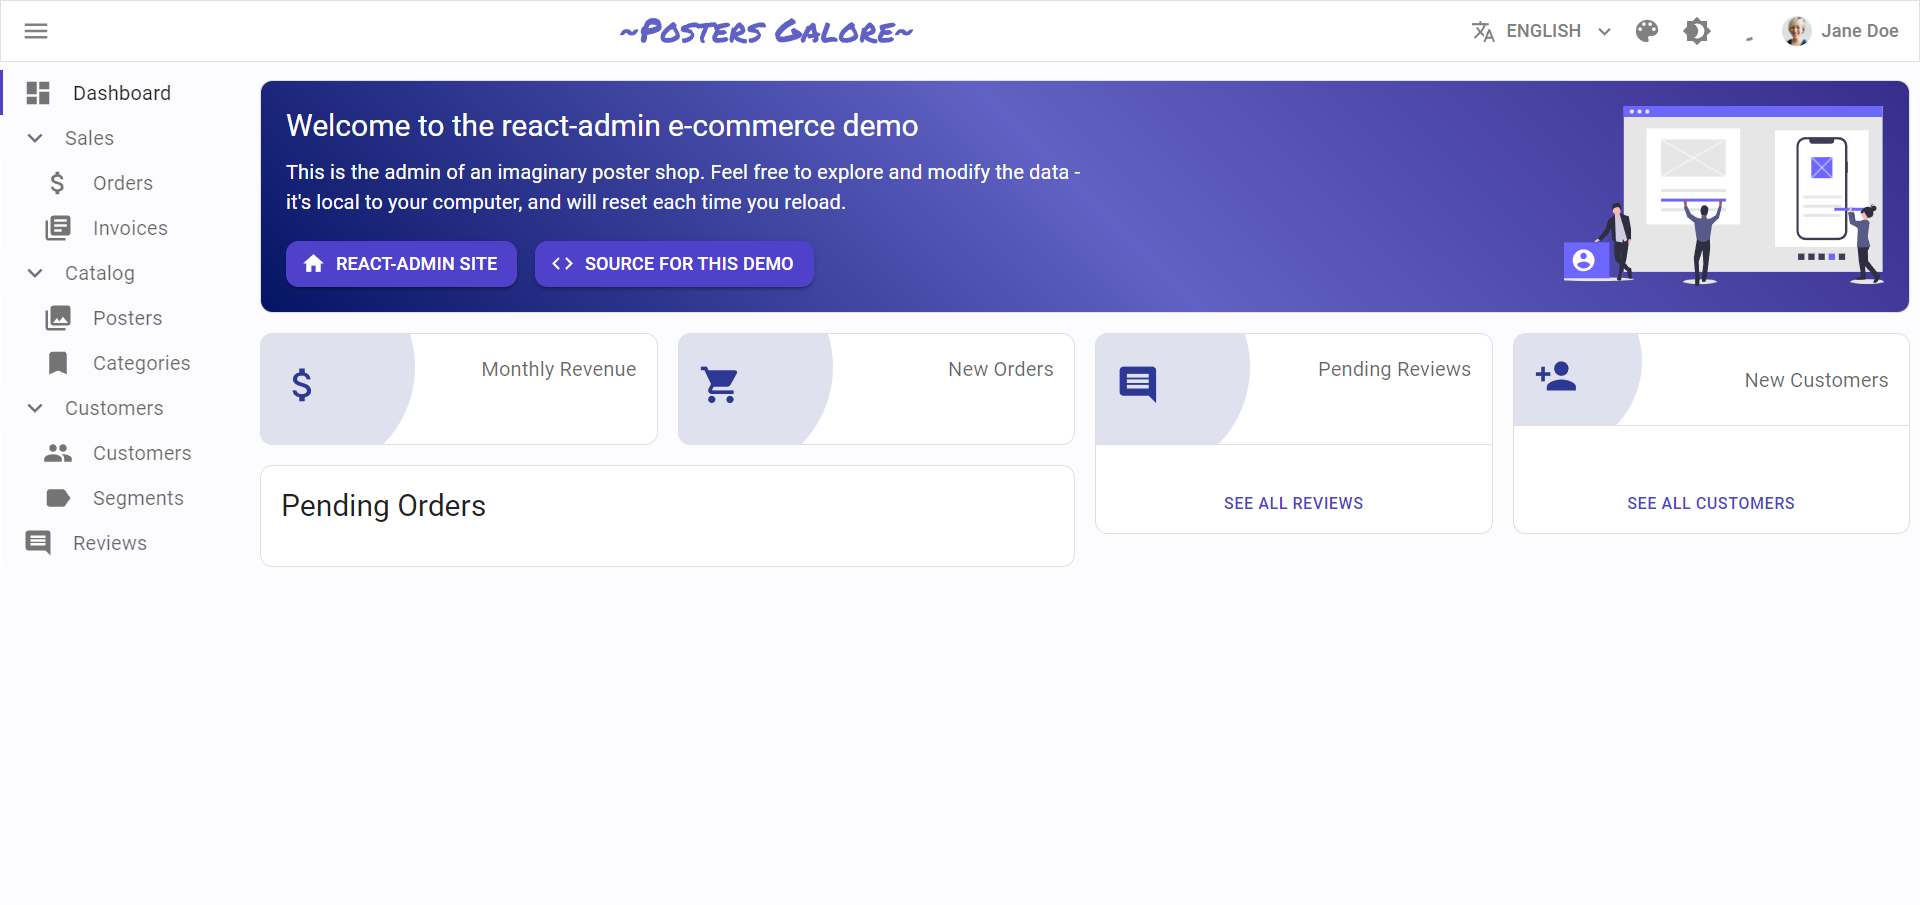 ~Posters Galore~
ENGLISH
Jane Doe
Dashboard
Sales
Orders
Invoices
Catalog
Posters
Categories
Customers
Customers
Segments
Reviews
Welcome to the react-admin e-commerce demo
This is the admin of an imaginary poster shop. Feel free to explore and modify the data -
it's local to your computer, and will reset each time you reload.
REACT-ADMIN SITE
SOURCE FOR THIS DEMO
Monthly Revenue
New Orders
Pending Reviews
New Customers
Pending Orders
SEE ALL REVIEWS
SEE ALL CUSTOMERS